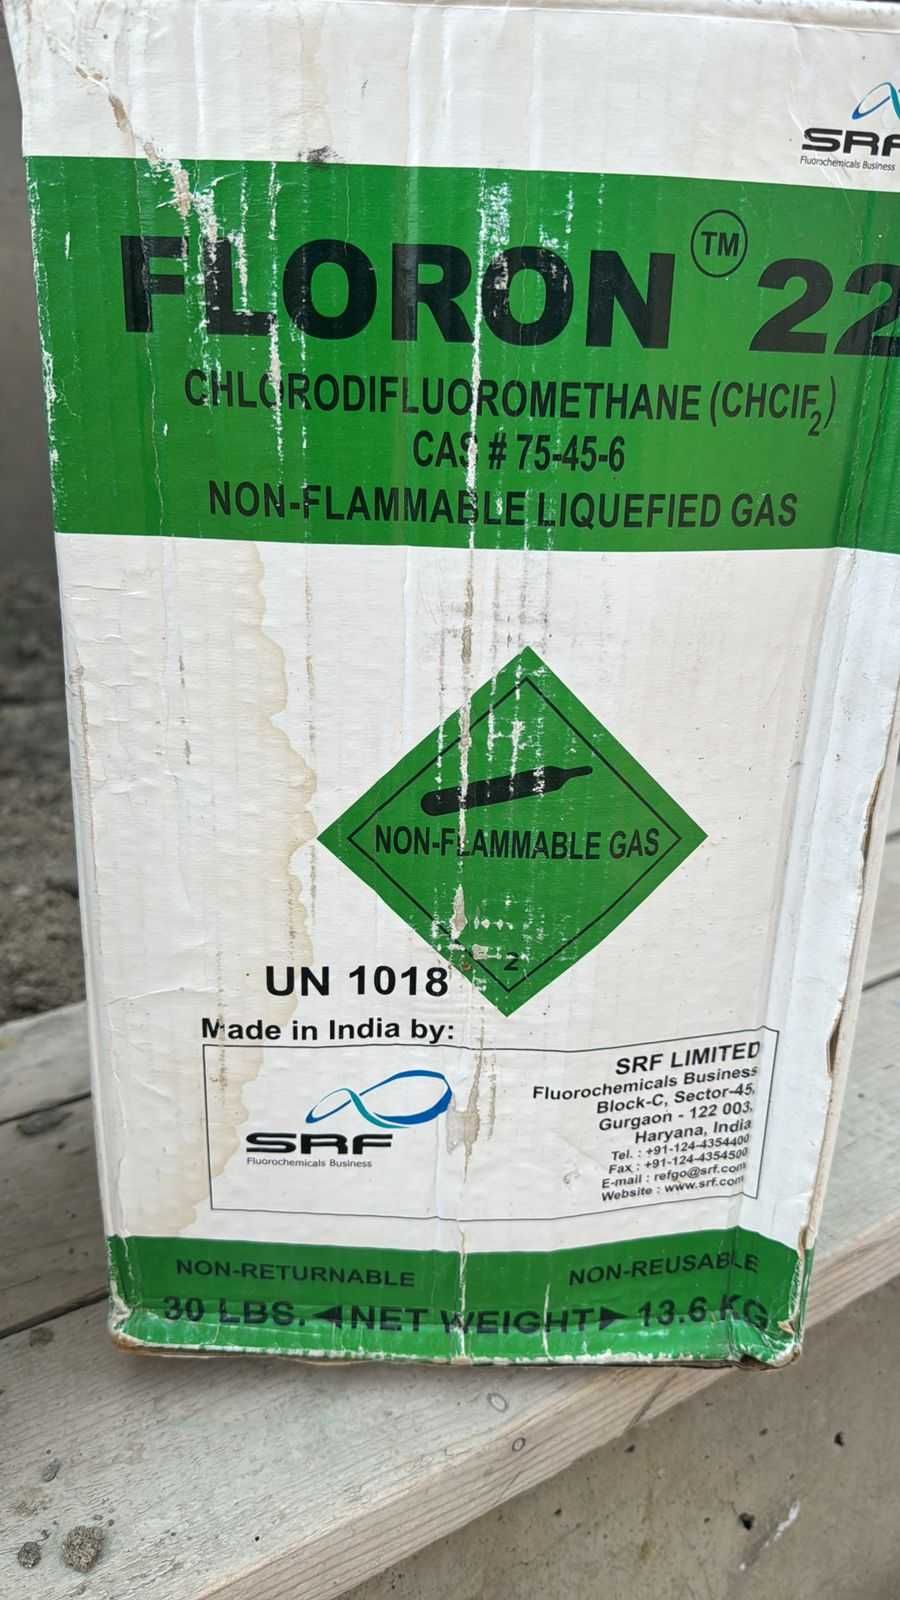 SRF
Fluorochemicals Business
FLORON TM 22
CHLORODIFLUOROMETHANE (CHClF2)
CAS # 75-45-6
NON-FLAMMABLE LIQUEFIED GAS
NON-FLAMMABLE GAS
2
UN 1018
Made in India by:
SRF
Fluorochemicals Business
SRF LIMITED
Fluorochemicals Business
Block-C, Sector-45,
Gurgaon - 122 003,
Haryana, India
Tel. : +91-124-4354400
Fax : +91-124-4354500
E-mail : refgo@srf.com
Website : www.srf.com
NON-RETURNABLE NON-REUSABLE
30 LBS. ◄NET WEIGHT► 13.6 KG